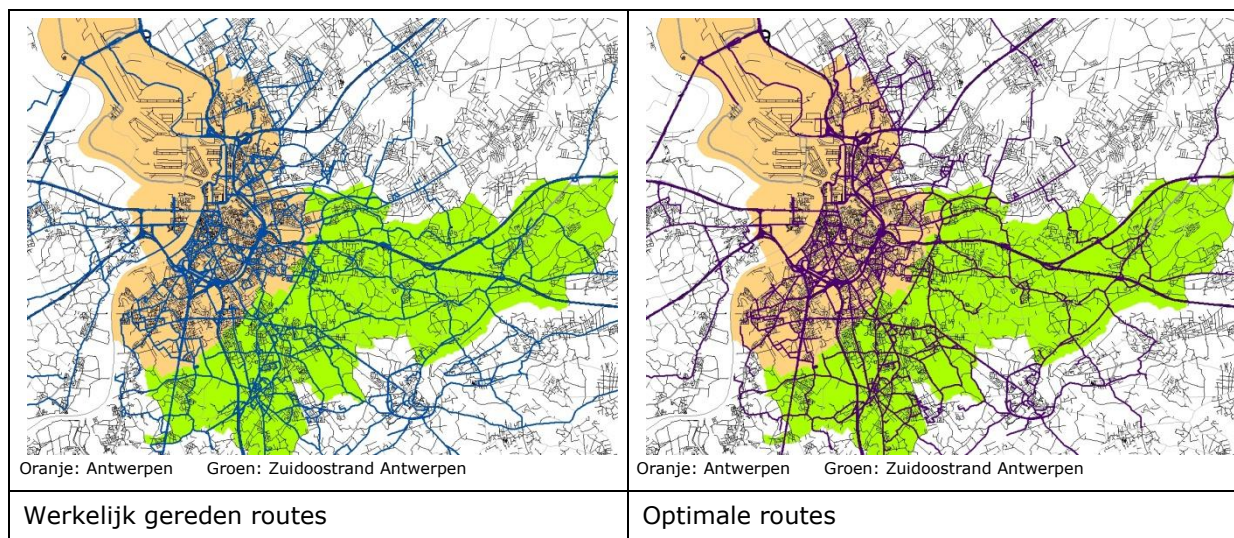 Oranje: Antwerpen Groen: Zuidoostrand Antwerpen
Oranje: Antwerpen Groen: Zuidoostrand Antwerpen
Werkelijk gereden routes
Optimale routes